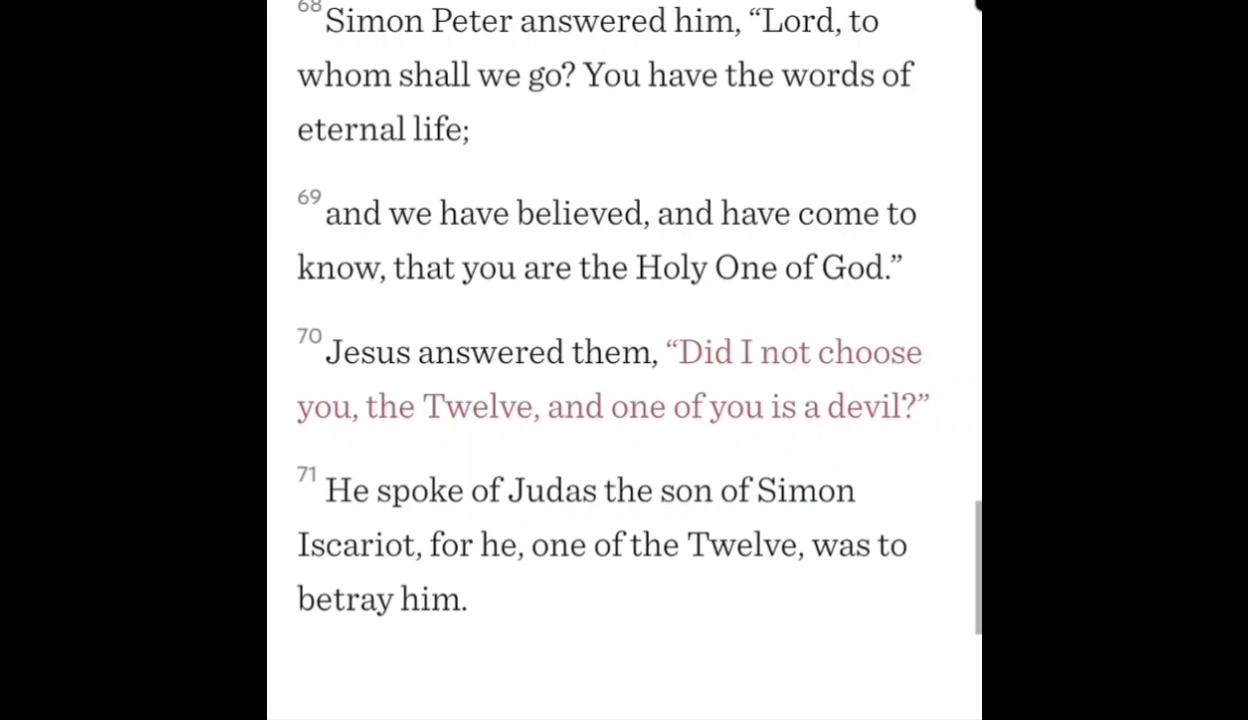 68 Simon Peter answered him, “Lord, to
whom shall we go? You have the words of
eternal life;
69 and we have believed, and have come to
know, that you are the Holy One of God.”
70 Jesus answered them, “Did I not choose
you, the Twelve, and one of you is a devil?”
71 He spoke of Judas the son of Simon
Iscariot, for he, one of the Twelve, was to
betray him.